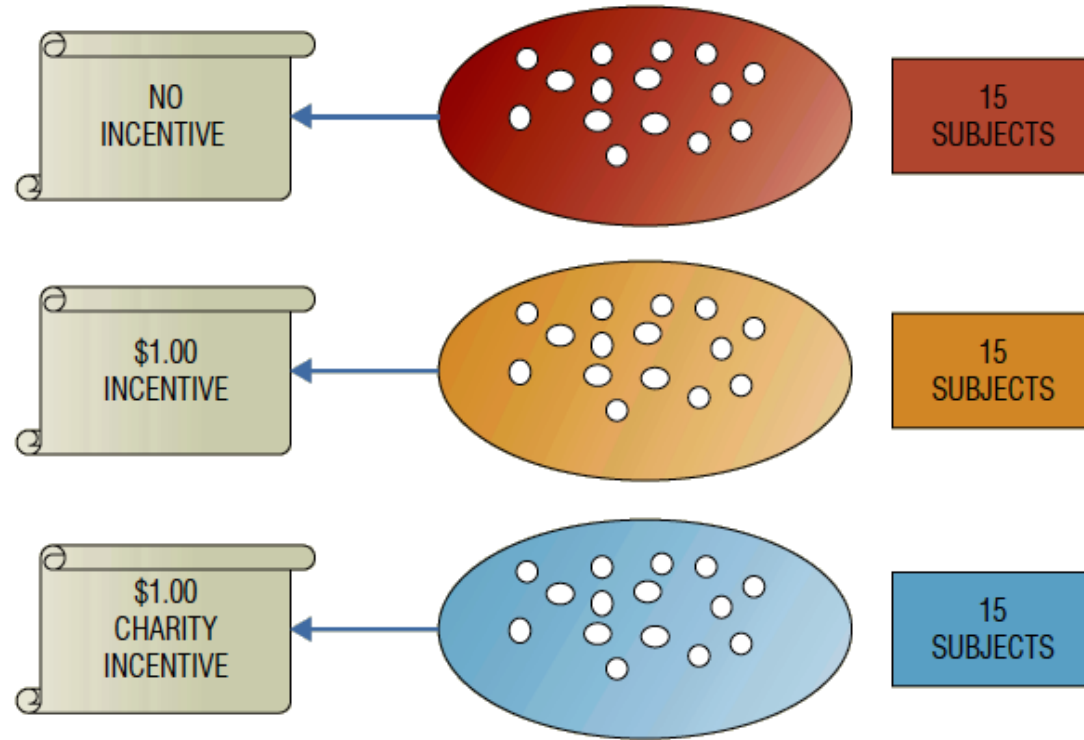 NO
INCENTIVE
15
SUBJECTS
$1.00
INCENTIVE
15
SUBJECTS
$1.00
CHARITY
INCENTIVE
15
SUBJECTS